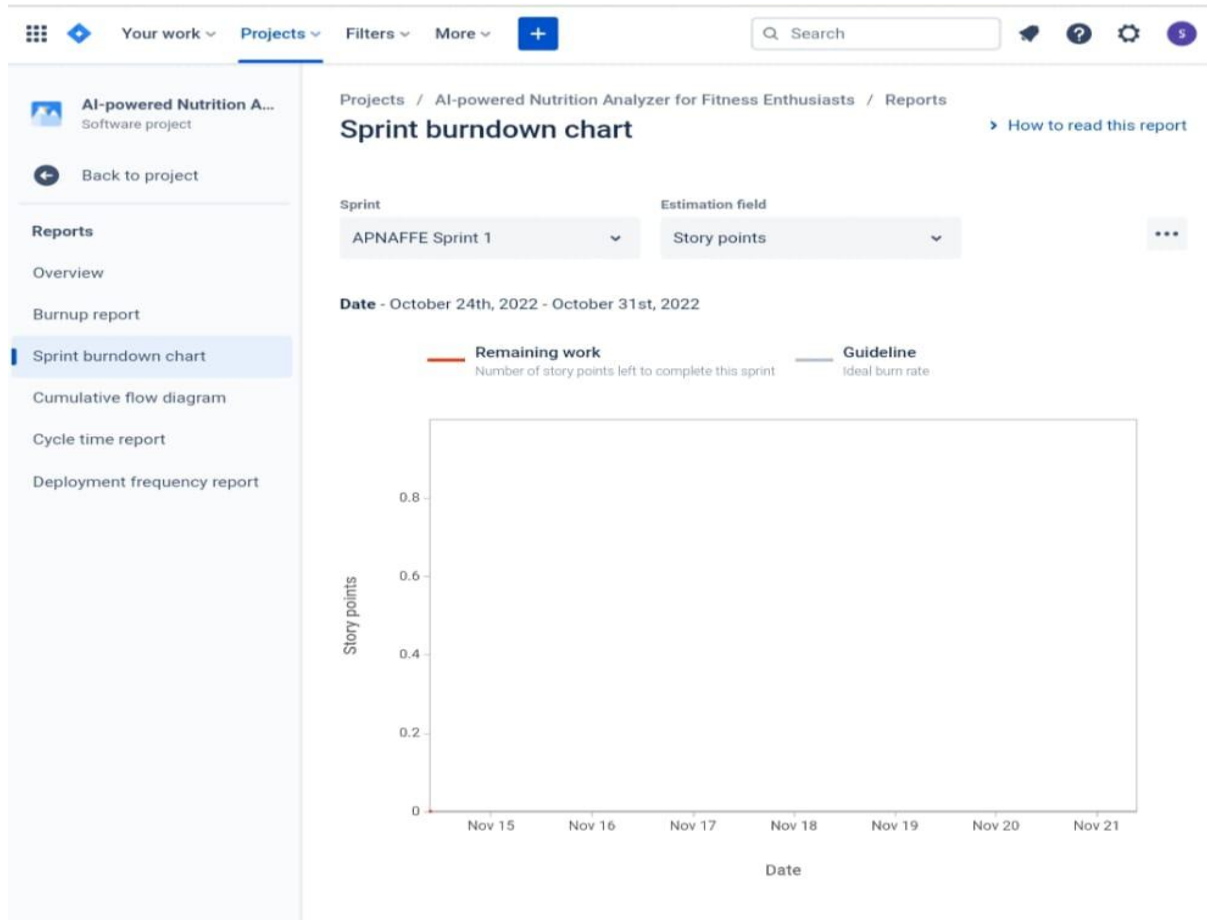 Your work Projects Filters More + Search ? S
AI-powered Nutrition A...
Software project
Back to project
Reports
Overview
Burnup report
Sprint burndown chart
Cumulative flow diagram
Cycle time report
Deployment frequency report
Projects / AI-powered Nutrition Analyzer for Fitness Enthusiasts / Reports
Sprint burndown chart
> How to read this report
Sprint Estimation field
APNAFFE Sprint 1 Story points
Date - October 24th, 2022 - October 31st, 2022
Remaining work Guideline
Number of story points left to complete this sprint Ideal burn rate
0.8
0.6
0.4
0.2
0
Story points
Nov 15 Nov 16 Nov 17 Nov 18 Nov 19 Nov 20 Nov 21
Date